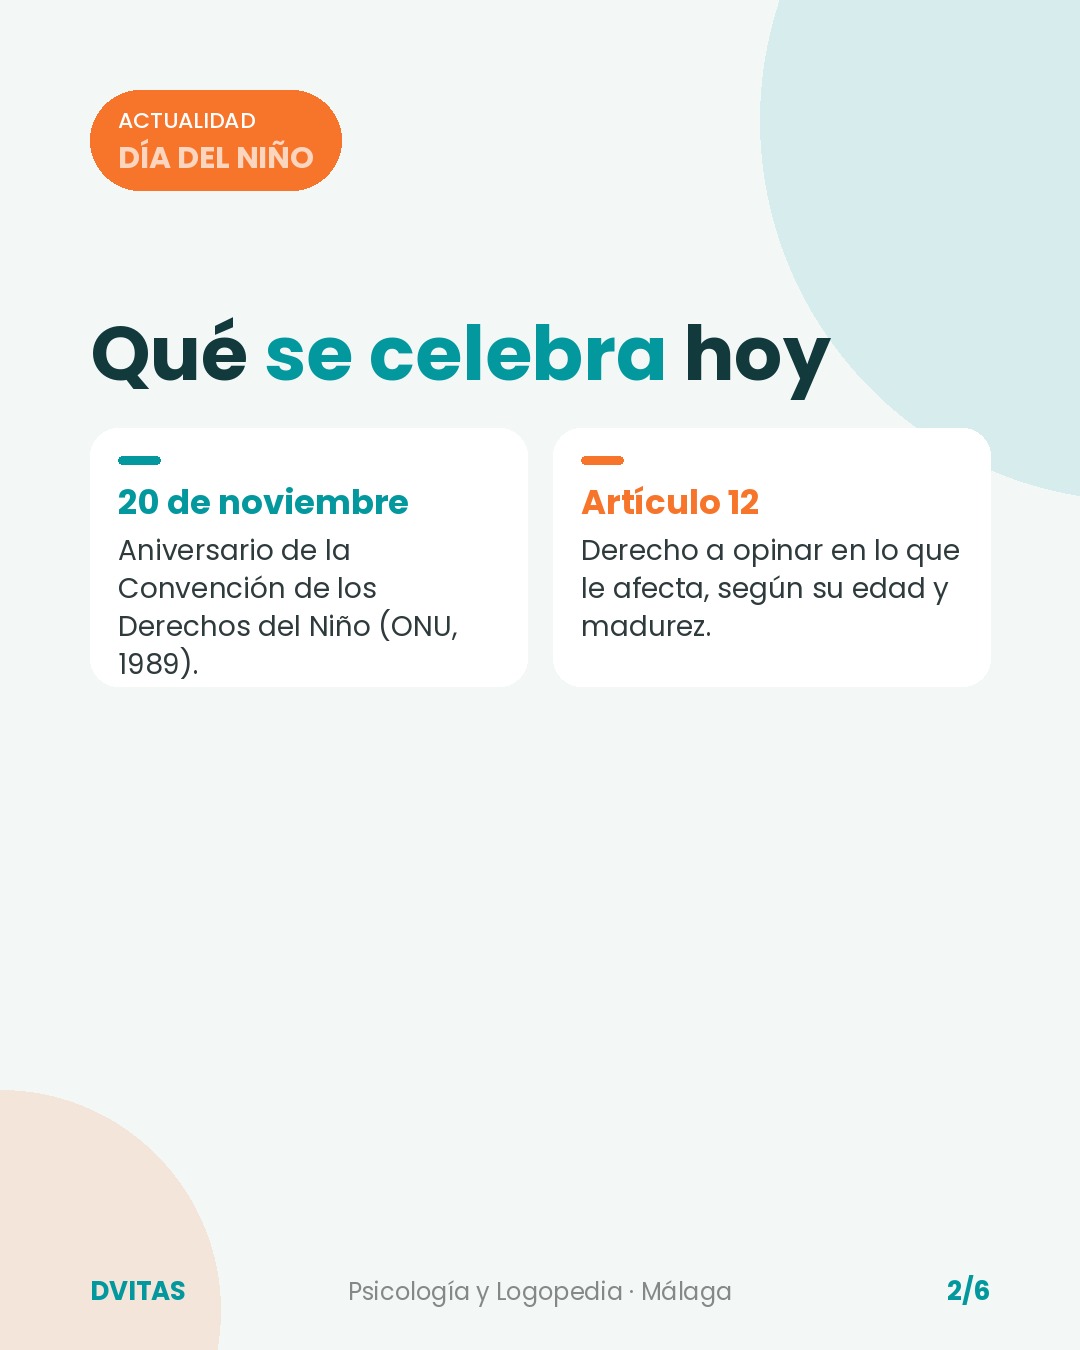 ACTUALIDAD
DÍA DEL NIÑO
Qué se celebra hoy
20 de noviembre
Aniversario de la
Convención de los
Derechos del Niño (ONU,
1989).
Artículo 12
Derecho a opinar en lo que
le afecta, según su edad y
madurez.
DVITAS
Psicología y Logopedia · Málaga
2/6